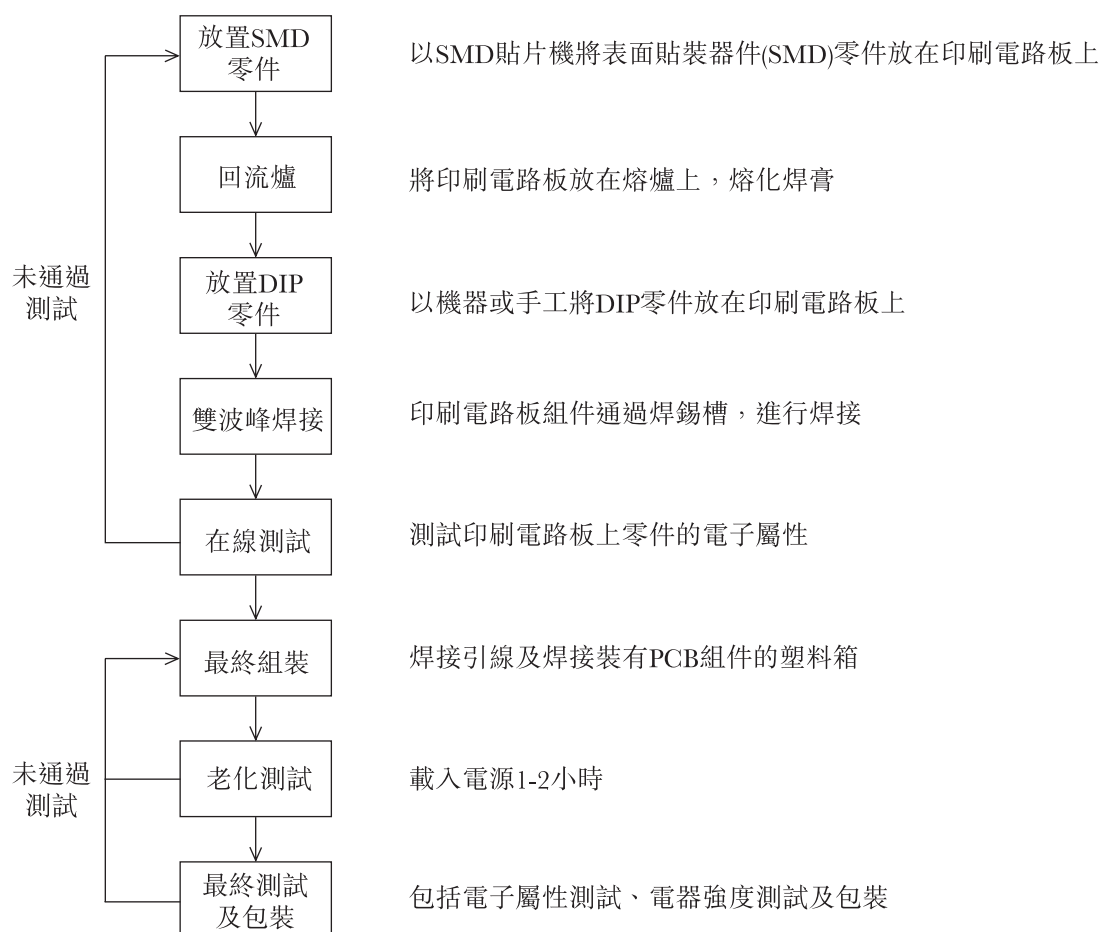 放置SMD
零件
以SMD貼片機將表面貼裝器件(SMD)零件放在印刷電路板上
回流爐
將印刷電路板放在熔爐上，熔化焊膏
未通過
測試
放置DIP
零件
以機器或手工將DIP零件放在印刷電路板上
雙波峰焊接
印刷電路板組件通過焊錫槽，進行焊接
在線測試
測試印刷電路板上零件的電子屬性
最終組裝
焊接引線及焊接裝有PCB組件的塑料箱
未通過
測試
老化測試
載入電源1-2小時
最終測試
及包裝
包括電子屬性測試、電器強度測試及包裝